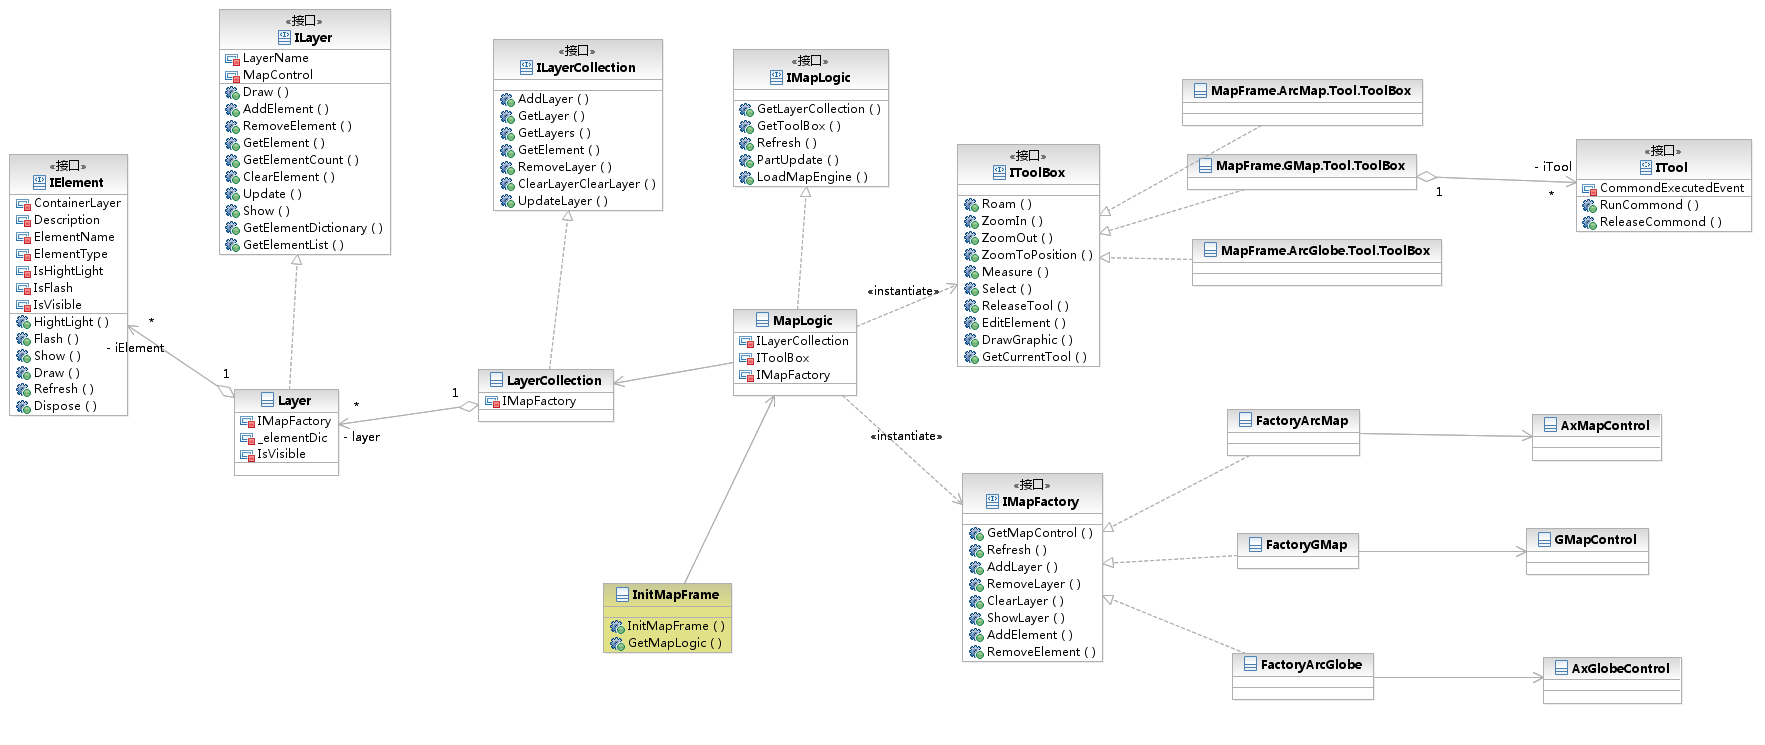 «接口»
IElement
ContainerLayer
Description
ElementName
ElementType
IsHightLight
IsFlash
IsVisible
HightLight ( )
Flash ( )
Show ( )
Draw ( )
Refresh ( )
Dispose ( )
«接口»
ILayer
LayerName
MapControl
Draw ( )
AddElement ( )
RemoveElement ( )
GetElement ( )
GetElementCount ( )
ClearElement ( )
Update ( )
Show ( )
GetElementDictionary ( )
GetElementList ( )
*
- iElement
1
Layer
IMapFactory
_elementDic
IsVisible
*
- layer
1
«接口»
ILayerCollection
AddLayer ( )
GetLayer ( )
GetLayers ( )
GetElement ( )
RemoveLayer ( )
ClearLayerClearLayer ( )
UpdateLayer ( )
LayerCollection
IMapFactory
«接口»
IMapLogic
GetLayerCollection ( )
GetToolBox ( )
Refresh ( )
PartUpdate ( )
LoadMapEngine ( )
MapLogic
ILayerCollection
IToolBox
IMapFactory
InitMapFrame
InitMapFrame ( )
GetMapLogic ( )
«instantiate»
«instantiate»
«接口»
IToolBox
Roam ( )
ZoomIn ( )
ZoomOut ( )
ZoomToPosition ( )
Measure ( )
Select ( )
ReleaseTool ( )
EditElement ( )
DrawGraphic ( )
GetCurrentTool ( )
«接口»
IMapFactory
GetMapControl ( )
Refresh ( )
AddLayer ( )
RemoveLayer ( )
ClearLayer ( )
ShowLayer ( )
AddElement ( )
RemoveElement ( )
MapFrame.ArcMap.Tool.ToolBox
MapFrame.GMap.Tool.ToolBox
MapFrame.ArcGlobe.Tool.ToolBox
1
- iTool
*
«接口»
ITool
CommondExecutedEvent
RunCommond ( )
ReleaseCommond ( )
FactoryArcMap
AxMapControl
FactoryGMap
GMapControl
FactoryArcGlobe
AxGlobeControl